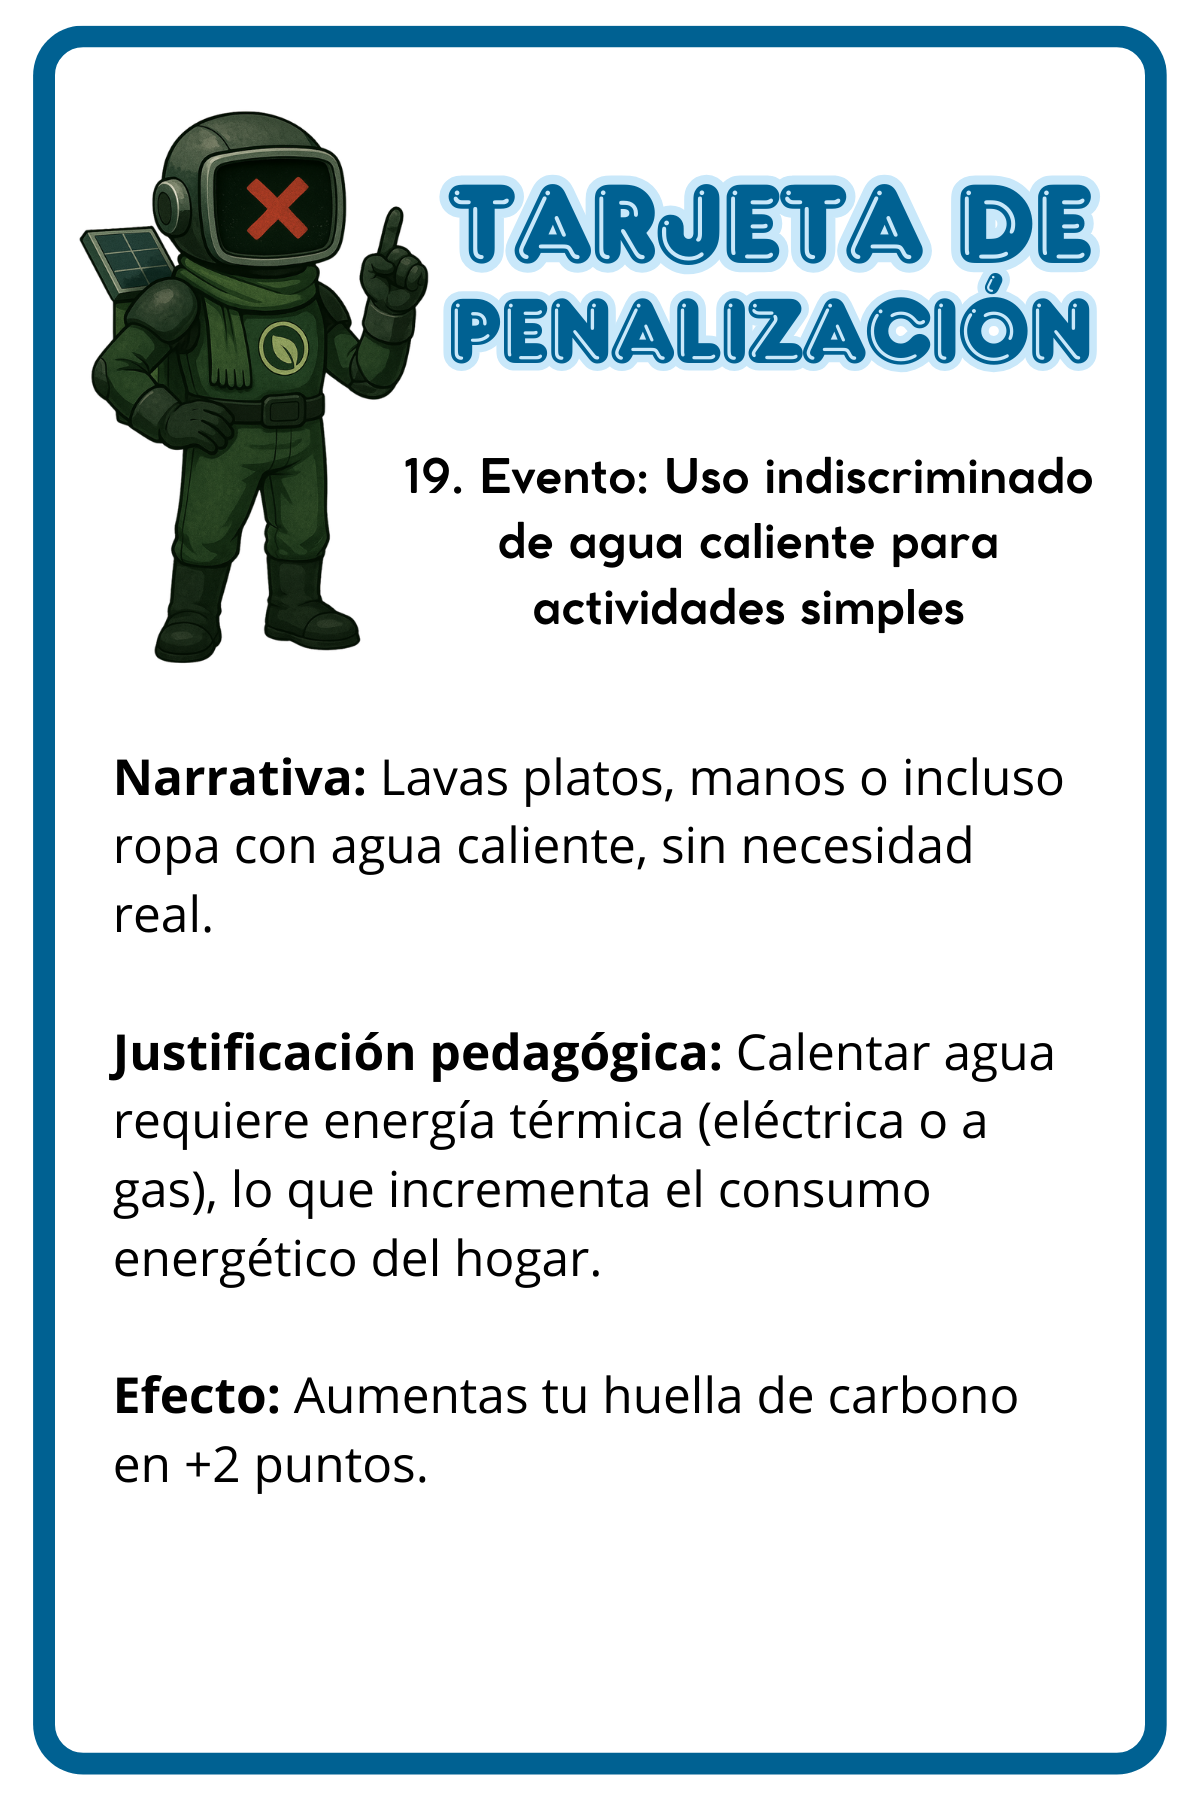 TARJETA DE
PENALIZACIÓN
19. Evento: Uso indiscriminado
de agua caliente para
actividades simples
Narrativa: Lavas platos, manos o incluso
ropa con agua caliente, sin necesidad
real.
Justificación pedagógica: Calentar agua
requiere energía térmica (eléctrica o a
gas), lo que incrementa el consumo
energético del hogar.
Efecto: Aumentas tu huella de carbono
en +2 puntos.